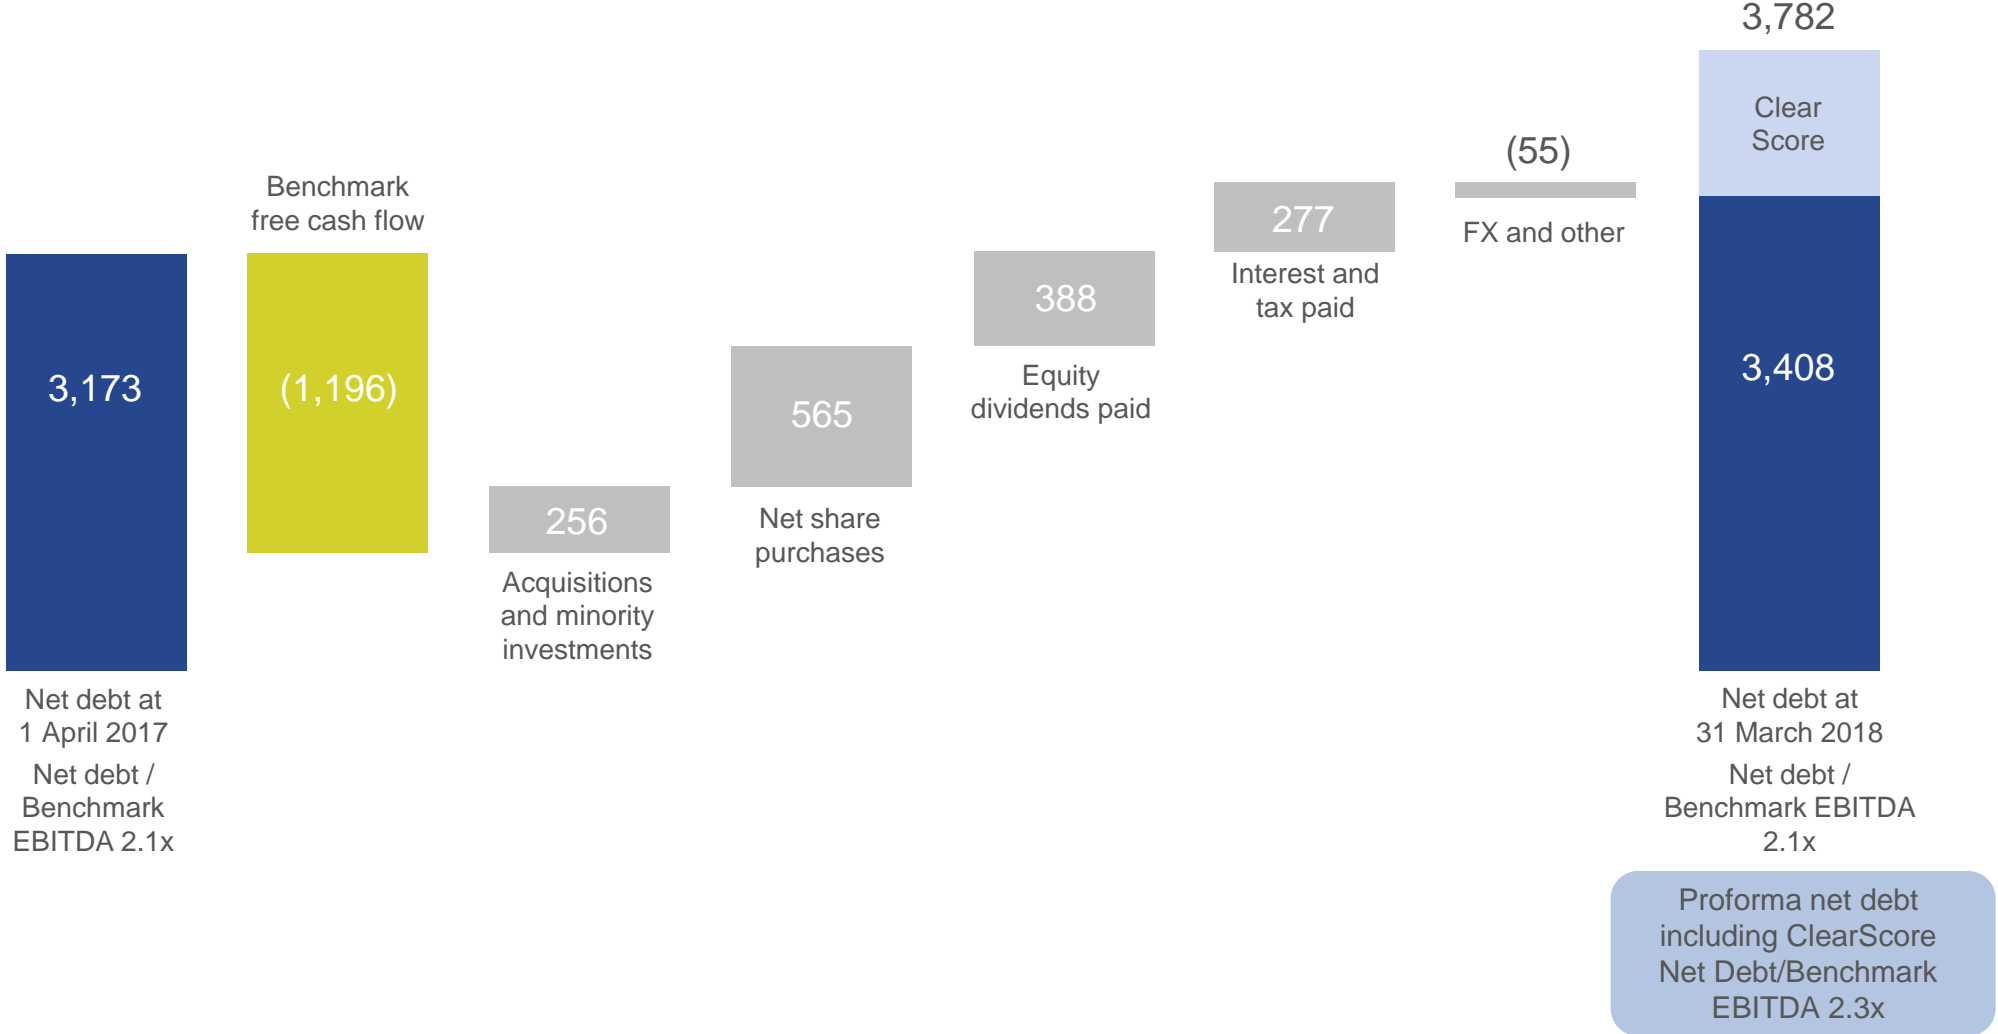 3,173
Net debt at
1 April 2017
Net debt /
Benchmark
EBITDA 2.1x
Benchmark
free cash flow
(1,196)
256
Acquisitions
and minority
investments
565
Net share
purchases
388
Equity
dividends paid
277
Interest and
tax paid
(55)
FX and other
3,782
Clear
Score
3,408
Net debt at
31 March 2018
Net debt /
Benchmark EBITDA
2.1x
Proforma net debt
including ClearScore
Net Debt/Benchmark
EBITDA 2.3x